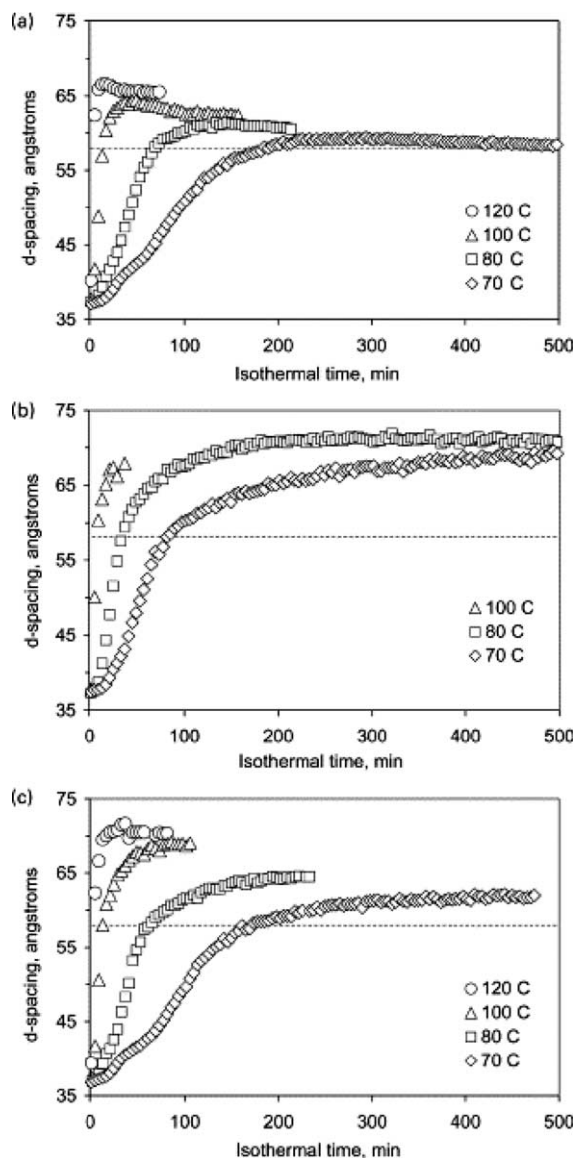 (a)
75
65
55
45
35
d-spacing, angstroms
120 C
100 C
80 C
70 C
0 100 200 300 400 500
Isothermal time, min
(b)
75
65
55
45
35
d-spacing, angstroms
100 C
80 C
70 C
0 100 200 300 400 500
Isothermal time, min
(c)
75
65
55
45
35
d-spacing, angstroms
120 C
100 C
80 C
70 C
0 100 200 300 400 500
Isothermal time, min